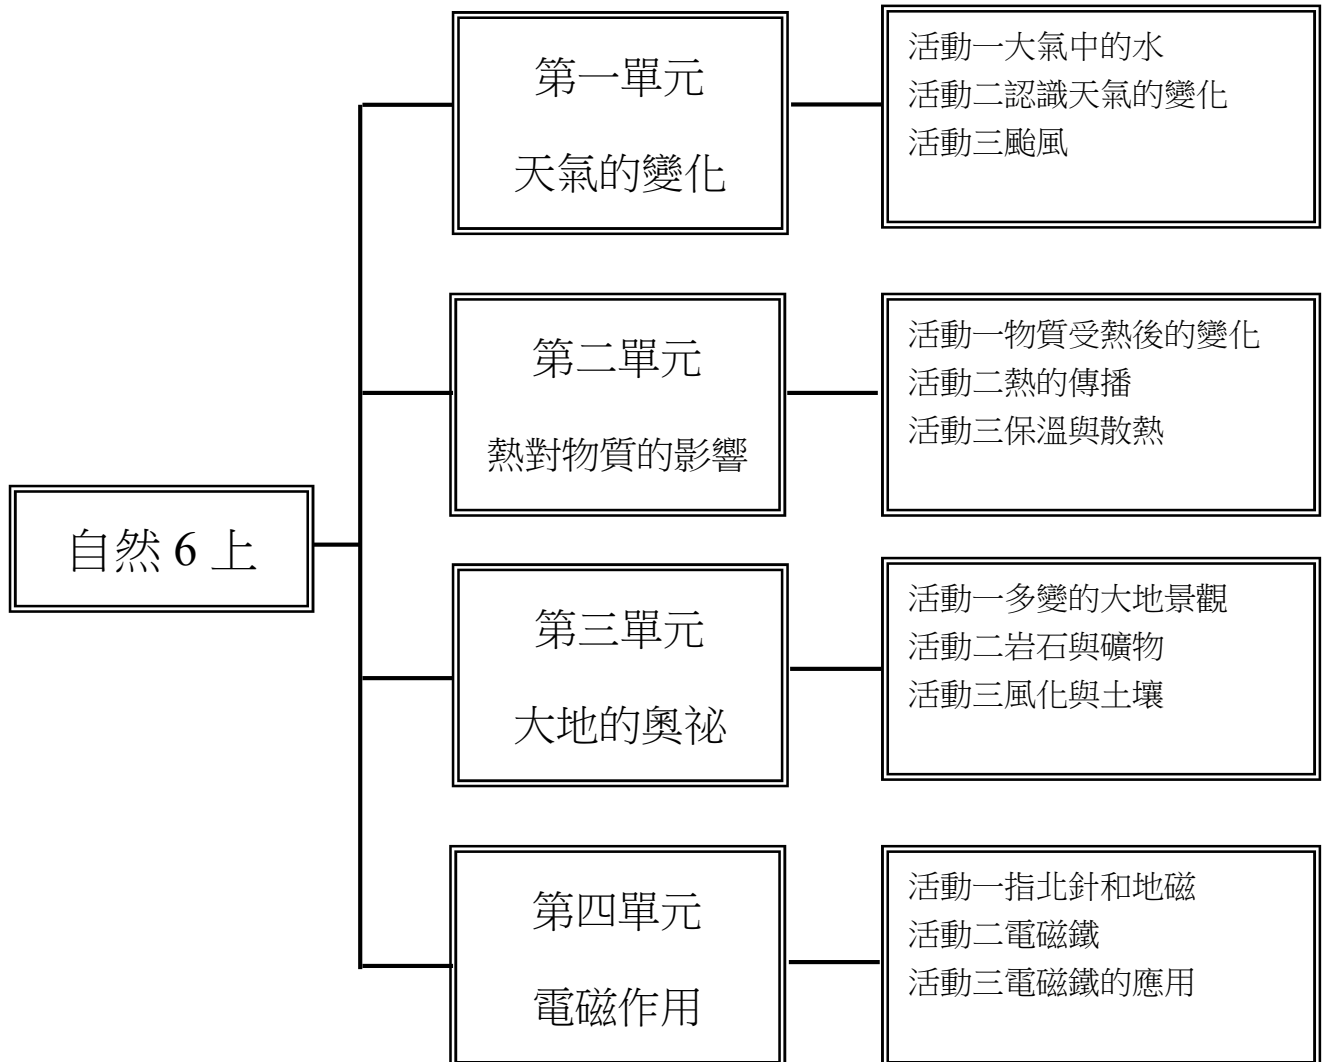 自然 6 上
第一單元
天氣的變化
活動一大氣中的水
活動二認識天氣的變化
活動三颱風
第二單元
熱對物質的影響
活動一物質受熱後的變化
活動二熱的傳播
活動三保溫與散熱
第三單元
大地的奧祕
活動一多變的大地景觀
活動二岩石與礦物
活動三風化與土壤
第四單元
電磁作用
活動一指北針和地磁
活動二電磁鐵
活動三電磁鐵的應用